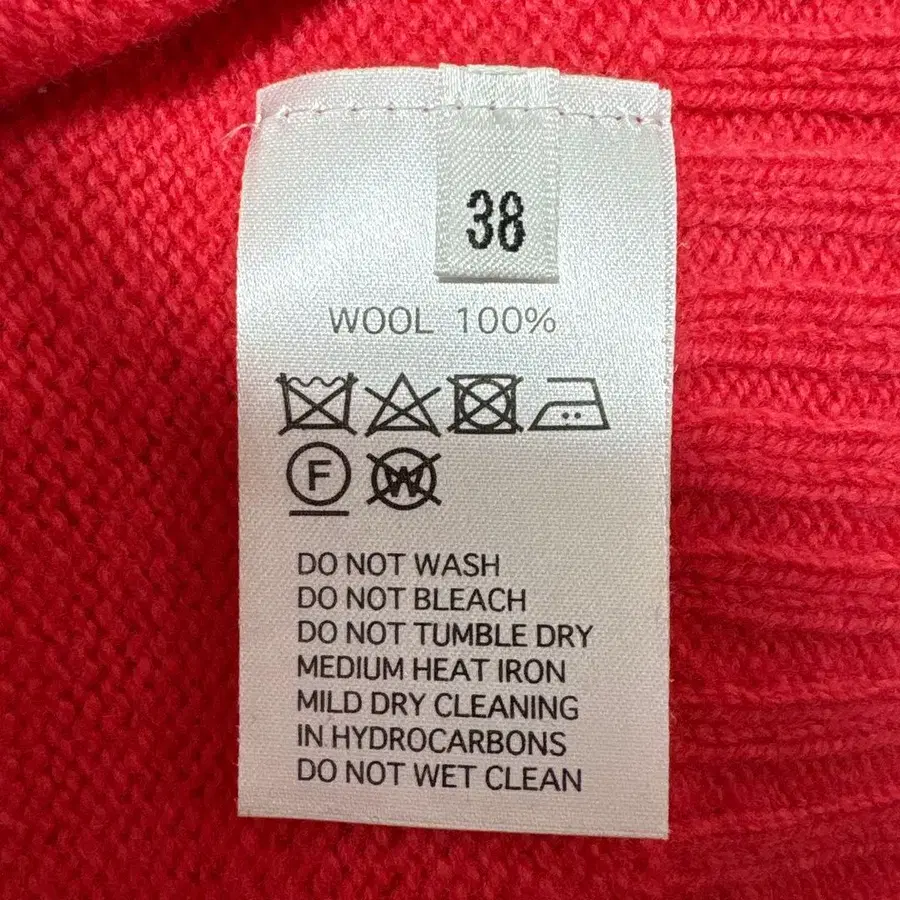 38
WOOL 100%
F W
DO NOT WASH
DO NOT BLEACH
DO NOT TUMBLE DRY
MEDIUM HEAT IRON
MILD DRY CLEANING
IN HYDROCARBONS
DO NOT WET CLEAN